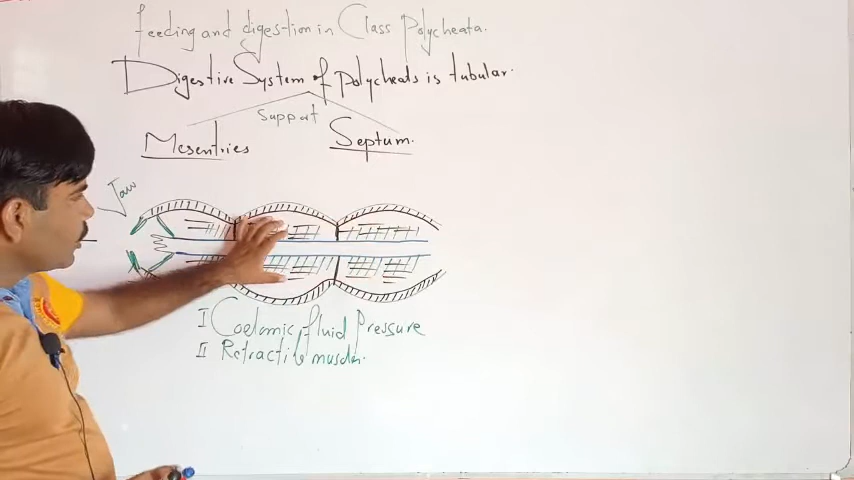 feeding and digestion in Class Polycheata.
Digestive System of Polycheats is tubular.
Support
Mesentries Septum.
Jaw
I Coelomic fluid Pressure
II Retractile muscles.